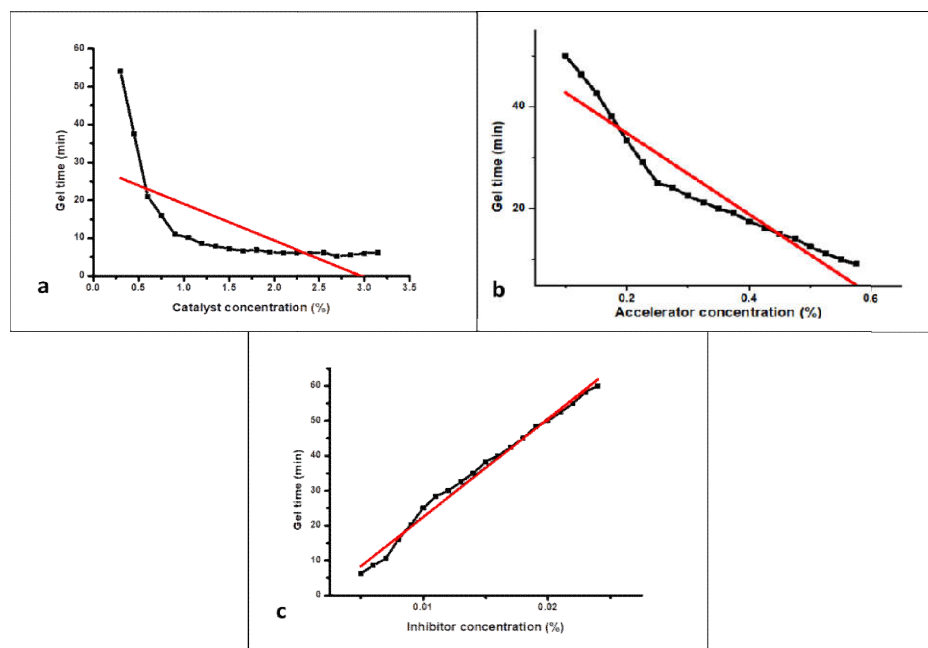 60
50
40
30
20
10
0
Gel time (min)
0.0 0.5 1.0 1.5 2.0 2.5 3.0 3.5
Catalyst concentration (%)
a
40
20
Gel time (min)
0.2 0.4 0.6
Accelerator concentration (%)
b
60
50
40
30
20
10
0
Gel time (min)
0.01 0.02
Inhibitor concentration (%)
c